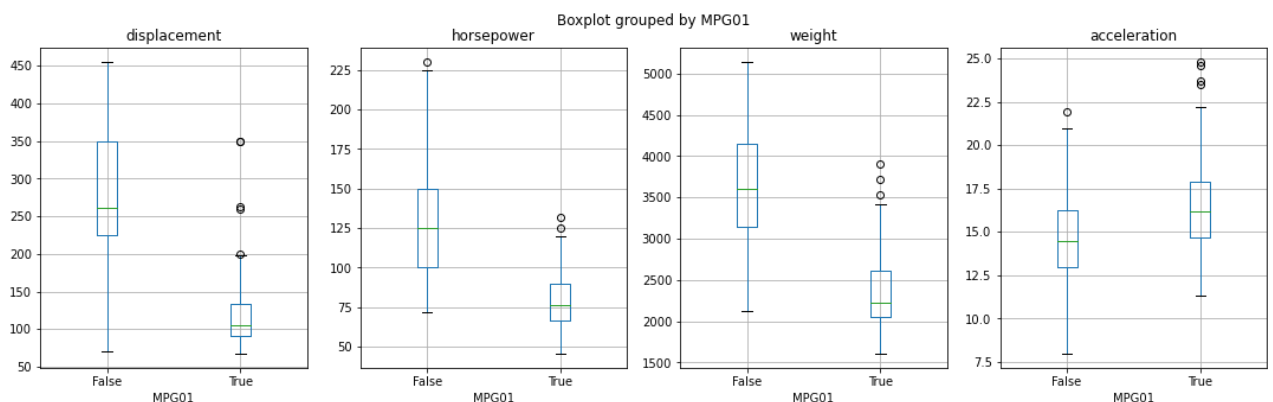 Boxplot grouped by MPG01
displacement
450
400
350
300
250
200
150
100
50
False True
MPG01
horsepower
225
200
175
150
125
100
75
50
False True
MPG01
weight
5000
4500
4000
3500
3000
2500
2000
1500
False True
MPG01
acceleration
25.0
22.5
20.0
17.5
15.0
12.5
10.0
7.5
False True
MPG01